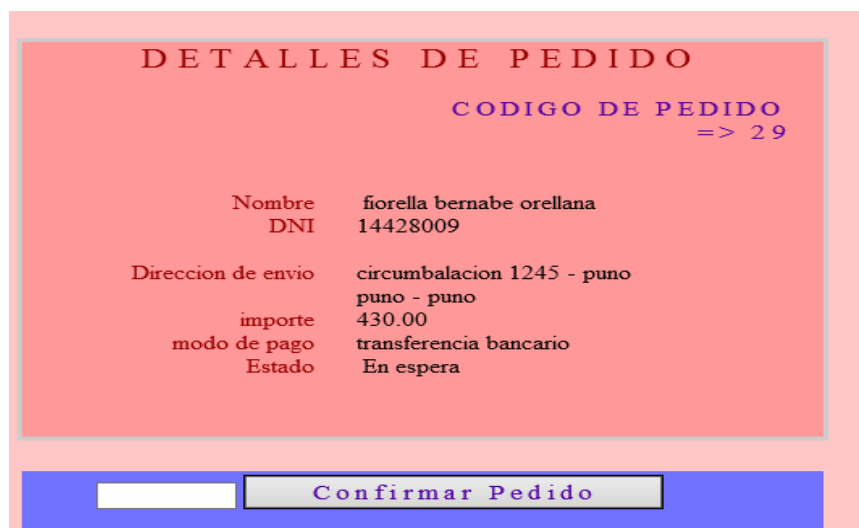 DETALLES DE PEDIDO
CODIGO DE PEDIDO
=> 29
Nombre fiorella bernabe orellana
DNI 14428009
Direccion de envio circumbalacion 1245 - puno
puno - puno
importe 430.00
modo de pago transferencia bancario
Estado En espera
Confirmar Pedido